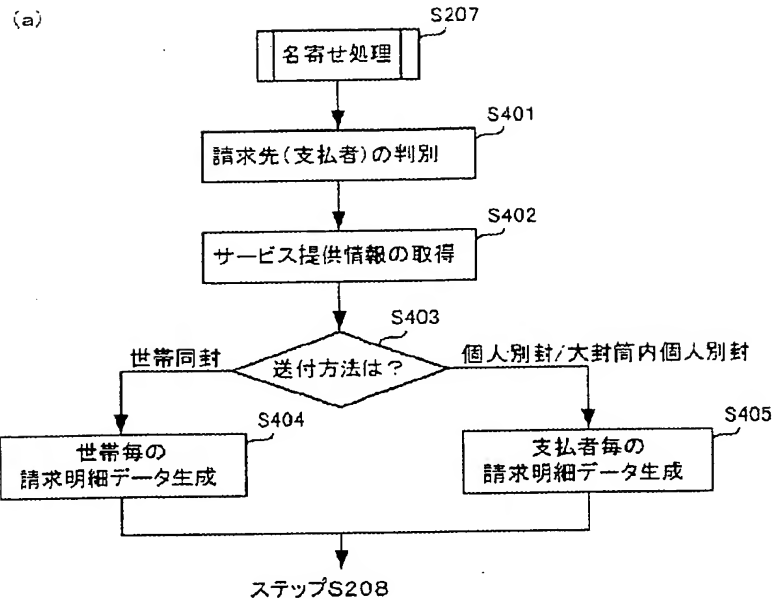 (a)
S207
名寄せ処理
S401
請求先(支払者)の判別
S402
サービス提供情報の取得
S403
送付方法は?
世帯同封
個人別封/大封筒内個人別封
S404
世帯毎の
請求明細データ生成
S405
支払者毎の
請求明細データ生成
ステップS208